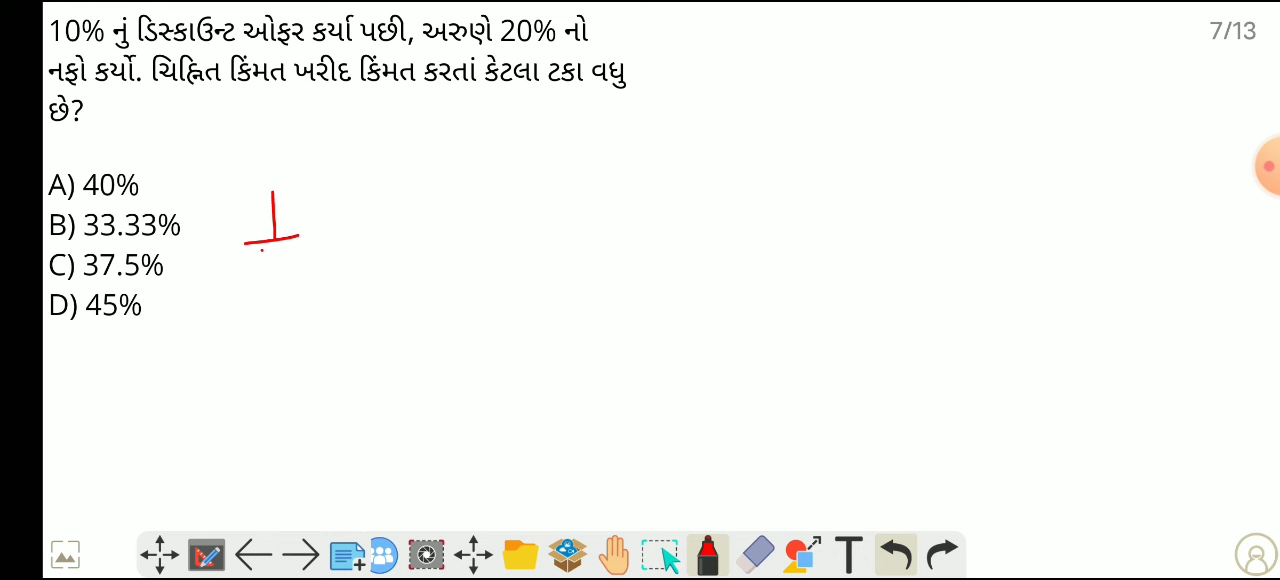 10% નું ડિસ્કાઉન્ટ ઓફર કર્યા પછી, અરુણે 20% નો
7/13
નફો કર્યો. ચિહ્નિત કિંમત ખરીદ કિંમત કરતાં કેટલા ટકા વધુ
છે?
A) 40%
B) 33.33%
C) 37.5%
D) 45%